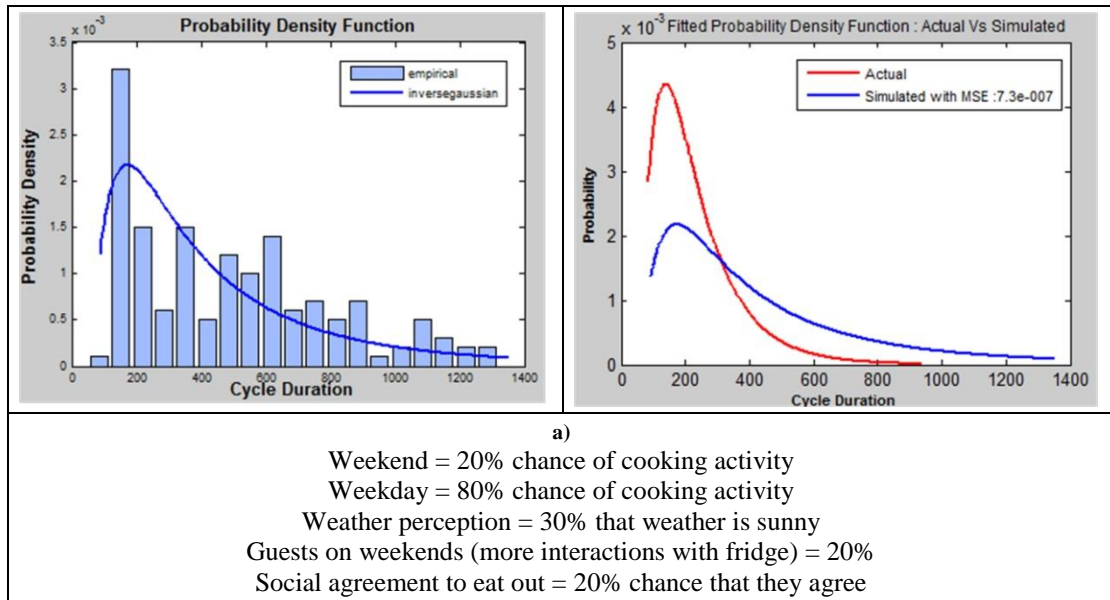 x 10⁻³
Probability Density Function
3.5
3
2.5
2
1.5
1
0.5
0
Probability Density
empirical
inversegaussian
0 200 400 600 800 1000 1200 1400
Cycle Duration
x 10⁻³
Fitted Probability Density Function : Actual Vs Simulated
5
4
3
2
1
0
Probability
Actual
Simulated with MSE :7.3e-007
0 200 400 600 800 1000 1200 1400
Cycle Duration
a)
Weekend = 20% chance of cooking activity
Weekday = 80% chance of cooking activity
Weather perception = 30% that weather is sunny
Guests on weekends (more interactions with fridge) = 20%
Social agreement to eat out = 20% chance that they agree